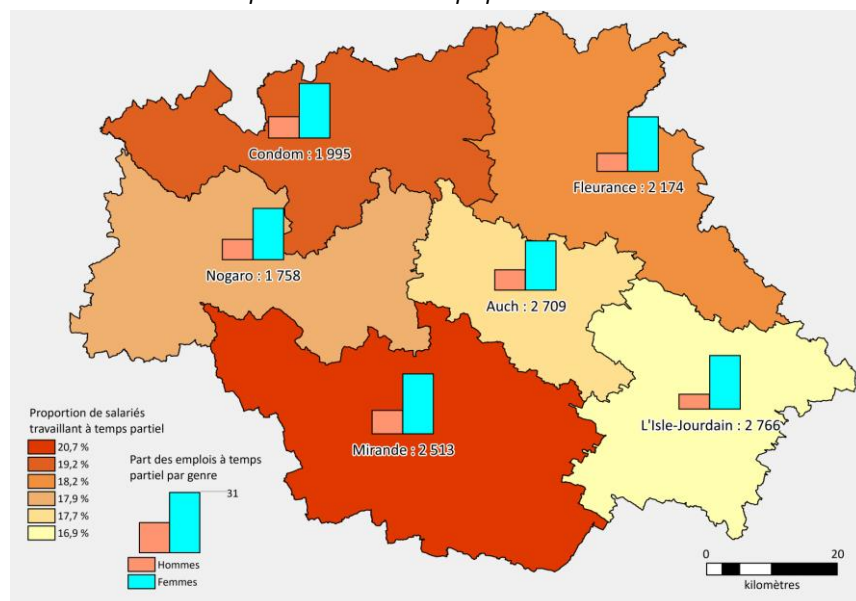 Condom : 1 995
Fleurance : 2 174
Nogaro : 1 758
Auch : 2 709
Mirande : 2 513
L'Isle-Jourdain : 2 766
Proportion de salariés
travaillant à temps partiel
20,7 %
19,2 %
18,2 %
17,9 %
17,7 %
16,9 %
Part des emplois à temps
partiel par genre
31
Hommes
Femmes
0 20
kilomètres